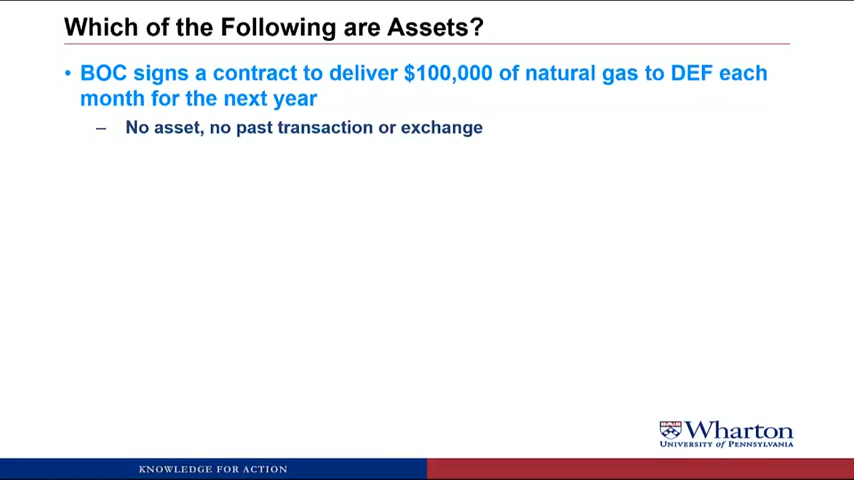 Which of the Following are Assets?
• BOC signs a contract to deliver $100,000 of natural gas to DEF each
month for the next year
– No asset, no past transaction or exchange
Wharton
UNIVERSITY OF PENNSYLVANIA
KNOWLEDGE FOR ACTION